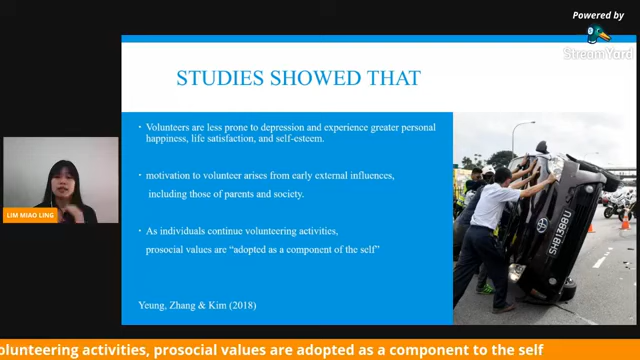 Powered by
StreamYard
STUDIES SHOWED THAT
• Volunteers are less prone to depression and experience greater personal
happiness, life satisfaction, and self-esteem.
• motivation to volunteer arises from early external influences,
including those of parents and society.
• As individuals continue volunteering activities,
prosocial values are “adopted as a component of the self”
Yeung, Zhang & Kim (2018)
LIM MIAO LING
olunteering activities, prosocial values are adopted as a component to the self